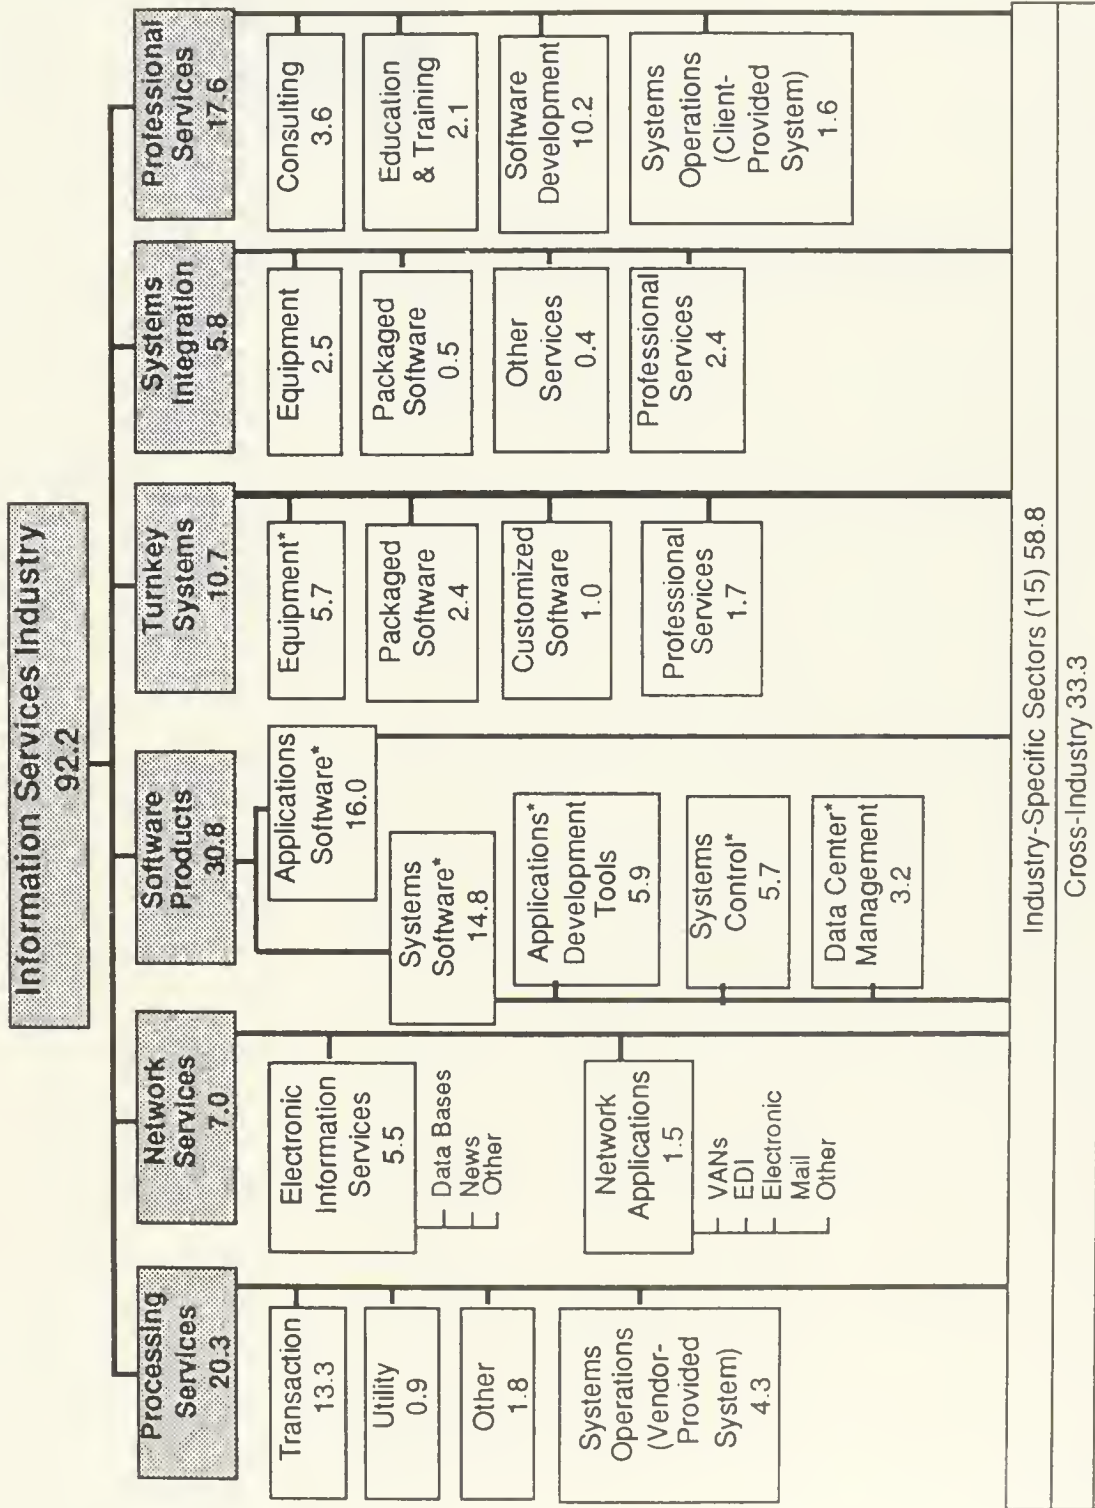 Information Services Industry
92.2
Processing
Services
20.3
Transaction
13.3
Utility
0.9
Other
1.8
Systems
Operations
(Vendor-
Provided
System)
4.3
Network
Services
7.0
Electronic
Information
Services
5.5
Data Bases
News
Other
Network
Applications
1.5
VANs
EDI
Electronic
Mail
Other
Software
Products
30.8
Applications
Software*
16.0
Systems
Software*
14.8
Applications*
Development
Tools
5.9
Systems
Control*
5.7
Data Center*
Management
3.2
Turnkey
Systems
10.7
Equipment*
5.7
Packaged
Software
2.4
Customized
Software
1.0
Professional
Services
1.7
Systems
Integration
5.8
Equipment
2.5
Packaged
Software
0.5
Other
Services
0.4
Professional
Services
2.4
Professional
Services
17.6
Consulting
3.6
Education
& Training
2.1
Software
Development
10.2
Systems
Operations
(Client-
Provided
System)
1.6
Industry-Specific Sectors (15) 58.8
Cross-Industry 33.3